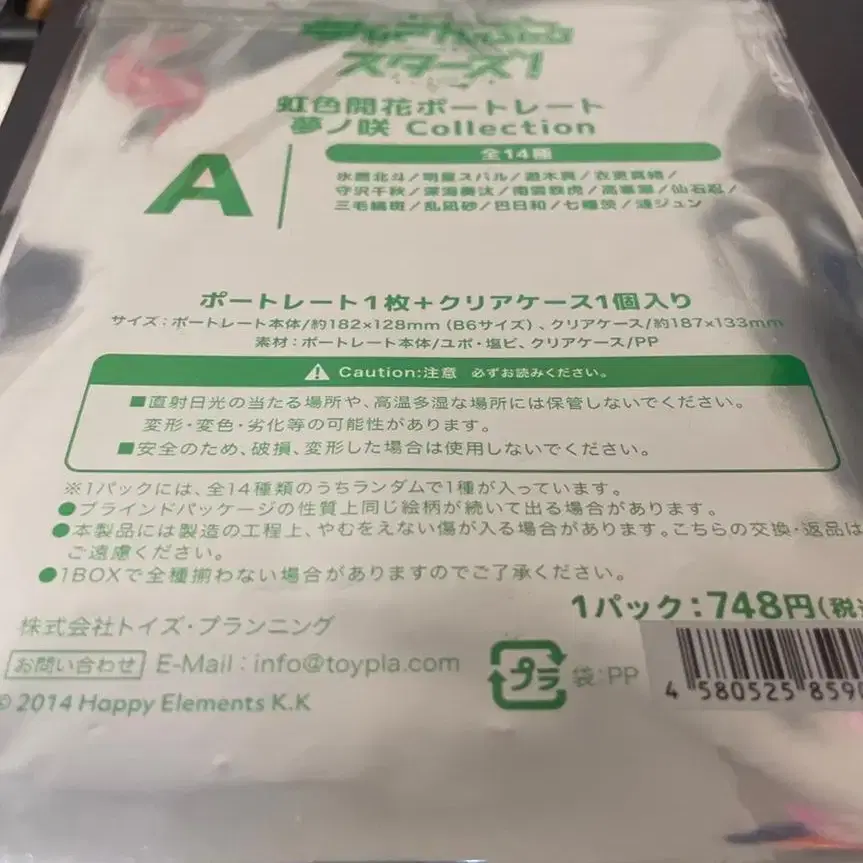 あんさんぶる
スターズ!
虹色開花ポートレート
夢ノ咲 Collection
A
全14種
氷鷹北斗/明星スバル/遊木真/衣更真緒/
守沢千秋/深海奏汰/南雲鉄虎/高峯翠/仙石忍/
三毛縞斑/乱凪砂/巴日和/七種茨/漣ジュン
ポートレート1枚+クリアケース1個入り
サイズ:ポートレート本体/約182×128mm(B6サイズ)、クリアケース/約187×133mm
素材:ポートレート本体/ユポ・塩ビ、クリアケース/PP
Caution:注意 必ずお読みください。
■直射日光の当たる場所や、高温多湿な場所には保管しないでください。
変形・変色・劣化等の可能性があります。
■安全のため、破損、変形した場合は使用しないでください。
※1パックには、全14種類のうちランダムで1種が入っています。
●ブラインドパッケージの性質上同じ絵柄が続いて出る場合があります。
●本製品には製造の工程上、やむをえない傷が入る場合があります。こちらの交換・返品は
ご遠慮ください。
●1BOXで全種揃わない場合がありますのでご了承ください。
1パック:748円(税
株式会社トイズ・プランニング
お問い合わせ E-Mail:info@toypla.com
プラ 袋:PP
4 580525 859
© 2014 Happy Elements K.K